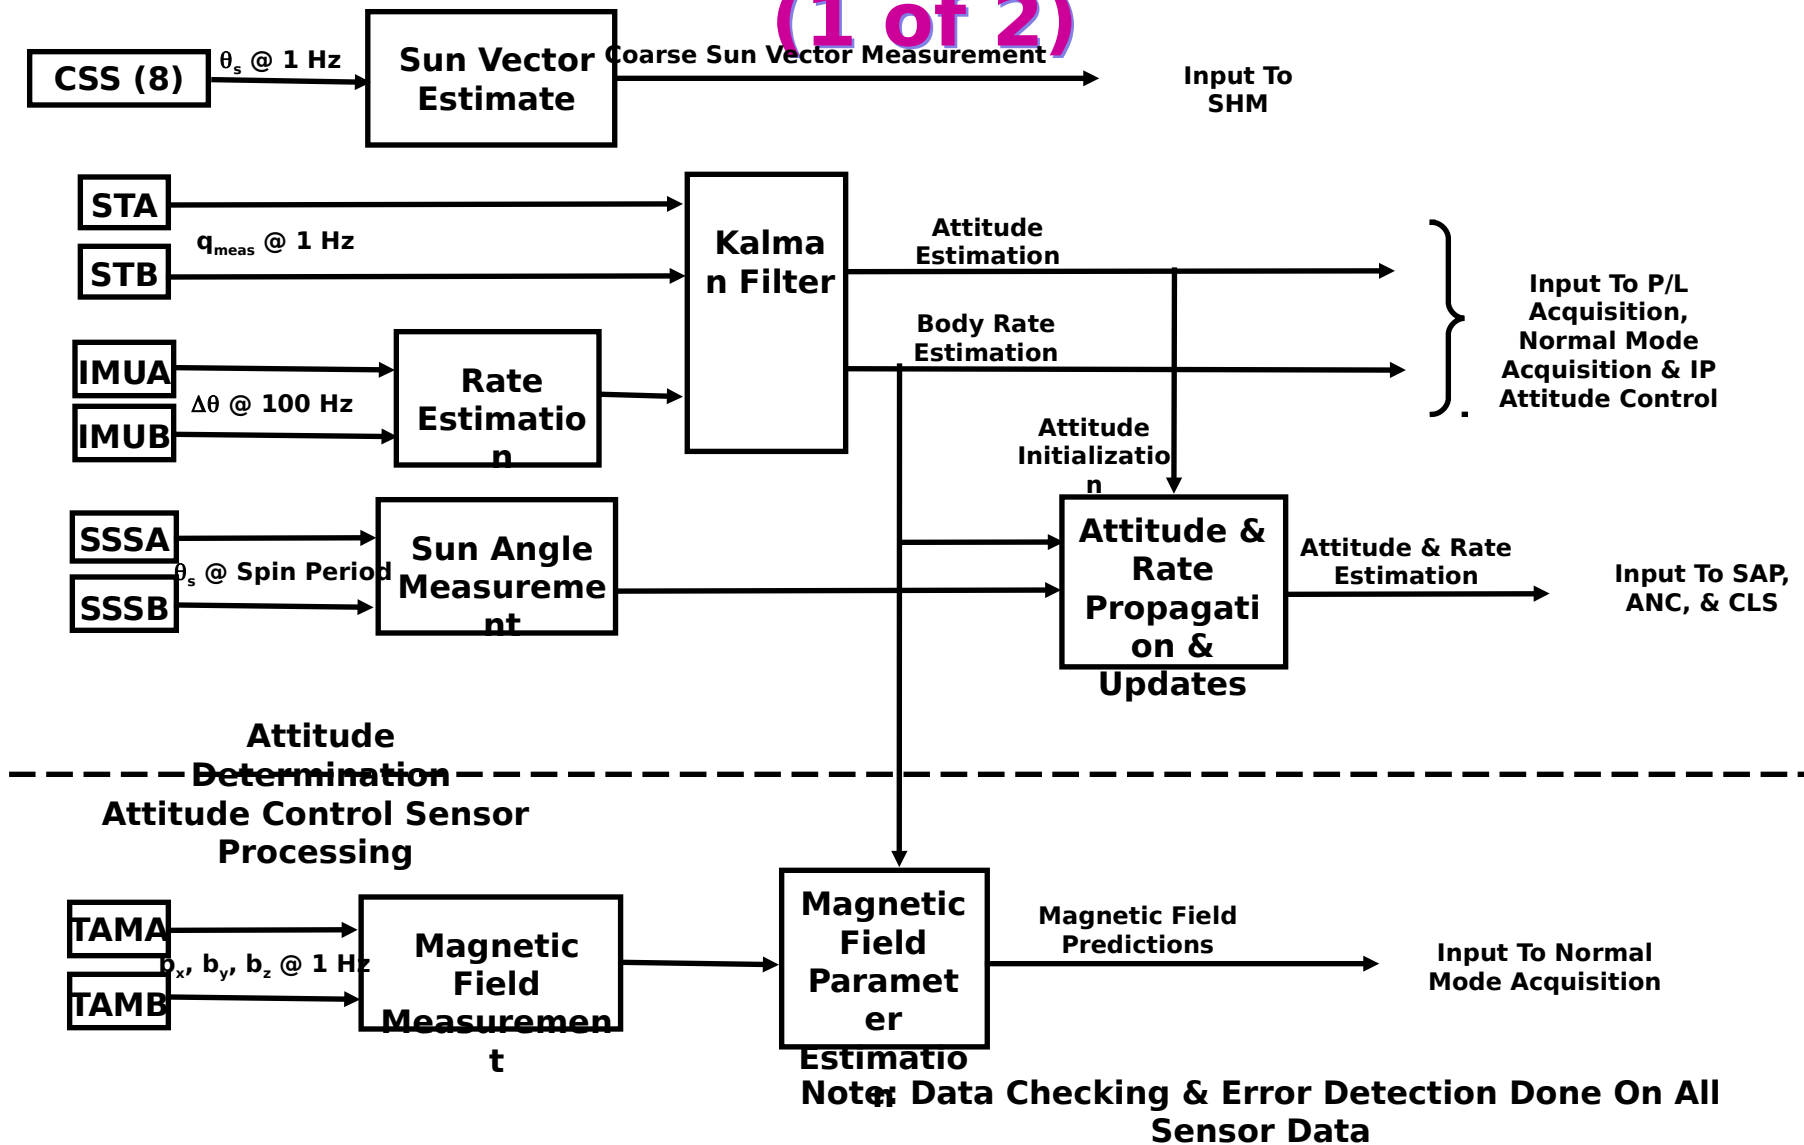 (1 of 2)
CSS (8)
θs @ 1 Hz
Sun Vector
Estimate
Coarse Sun Vector Measurement
Input To
SHM
STA
qmeas @ 1 Hz
STB
Kalma
n Filter
Attitude
Estimation
Body Rate
Estimation
Input To P/L
Acquisition,
Normal Mode
Acquisition & IP
Attitude Control
IMUA
Δθ @ 100 Hz
IMUB
Rate
Estimatio
n
Attitude
Initializatio
n
SSSA
θs @ Spin Period
SSSB
Sun Angle
Measureme
nt
Attitude &
Rate
Propagati
on &
Updates
Attitude & Rate
Estimation
Input To SAP,
ANC, & CLS
Attitude
Determination
Attitude Control Sensor
Processing
TAMA
bx, by, bz @ 1 Hz
TAMB
Magnetic
Field
Measuremen
t
Magnetic
Field
Paramet
er
Estimatio
n
Magnetic Field
Predictions
Input To Normal
Mode Acquisition
Note: Data Checking & Error Detection Done On All
Sensor Data